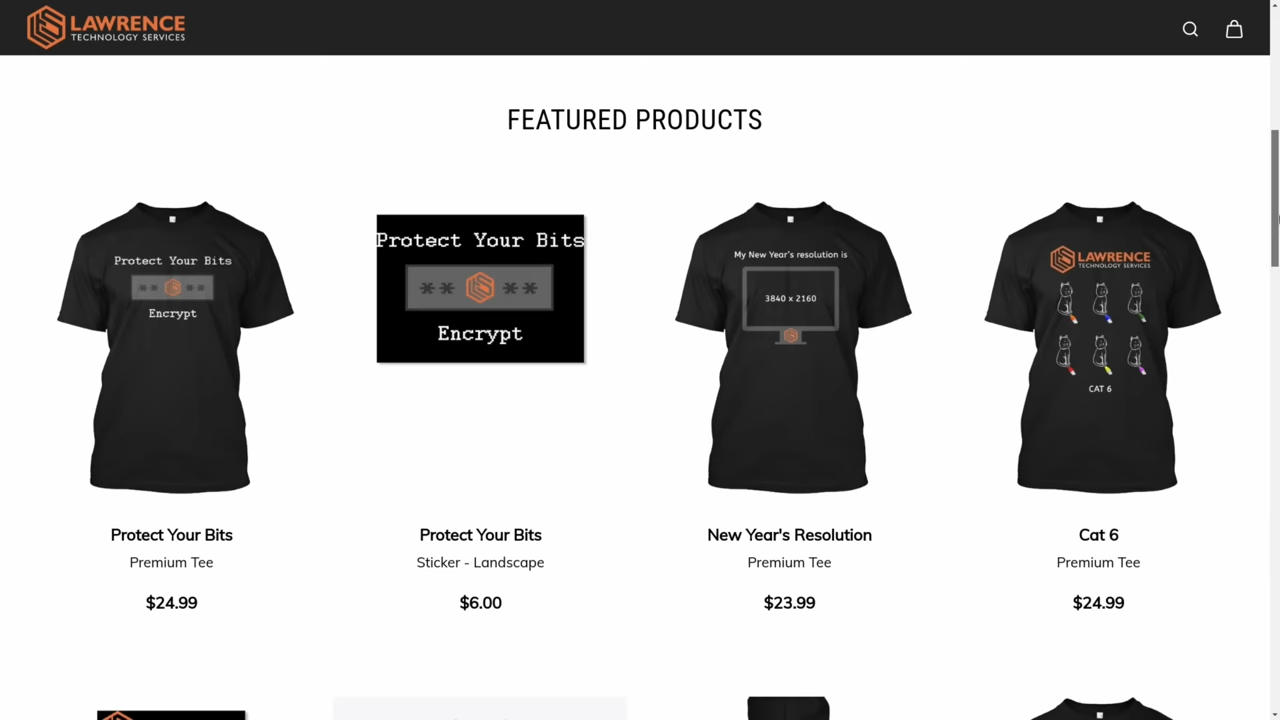 LAWRENCE
TECHNOLOGY SERVICES
FEATURED PRODUCTS
Protect Your Bits
** **
Encrypt
Protect Your Bits
** **
Encrypt
My New Year's resolution is
3840 x 2160
LAWRENCE
TECHNOLOGY SERVICES
CAT 6
Protect Your Bits
Premium Tee
$24.99
Protect Your Bits
Sticker - Landscape
$6.00
New Year's Resolution
Premium Tee
$23.99
Cat 6
Premium Tee
$24.99